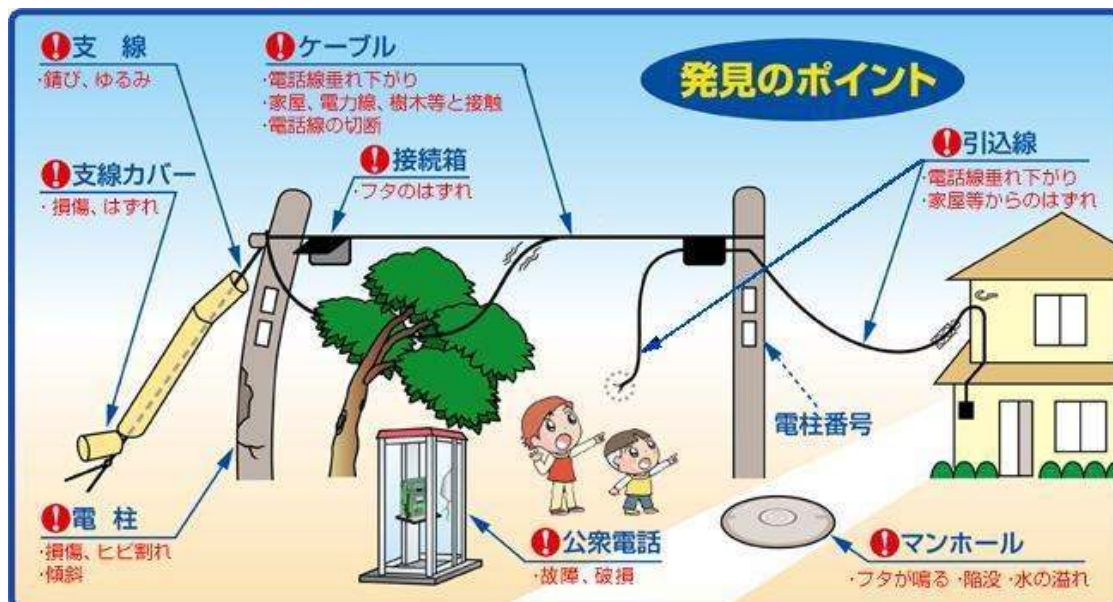 発見のポイント
支 線
・錆び、ゆるみ
ケーブル
・電話線垂れ下がり
・家屋、電力線、樹木等と接触
・電話線の切断
接続箱
・フタのはずれ
引込線
・電話線垂れ下がり
・家屋等からのはずれ
支線カバー
・損傷、はずれ
電柱番号
電 柱
・損傷、ヒビ割れ
・傾斜
公衆電話
・故障、破損
マンホール
・フタが鳴る ・陥没 ・水の溢れ